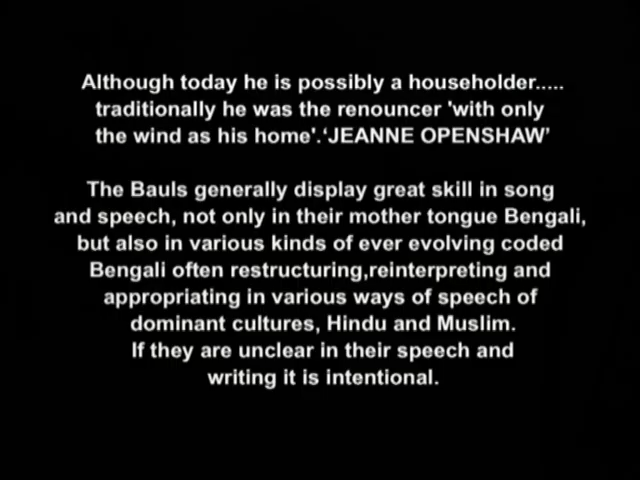 Although today he is possibly a householder.....
traditionally he was the renouncer 'with only
the wind as his home'.‘JEANNE OPENSHAW’
The Bauls generally display great skill in song
and speech, not only in their mother tongue Bengali,
but also in various kinds of ever evolving coded
Bengali often restructuring,reinterpreting and
appropriating in various ways of speech of
dominant cultures, Hindu and Muslim.
If they are unclear in their speech and
writing it is intentional.